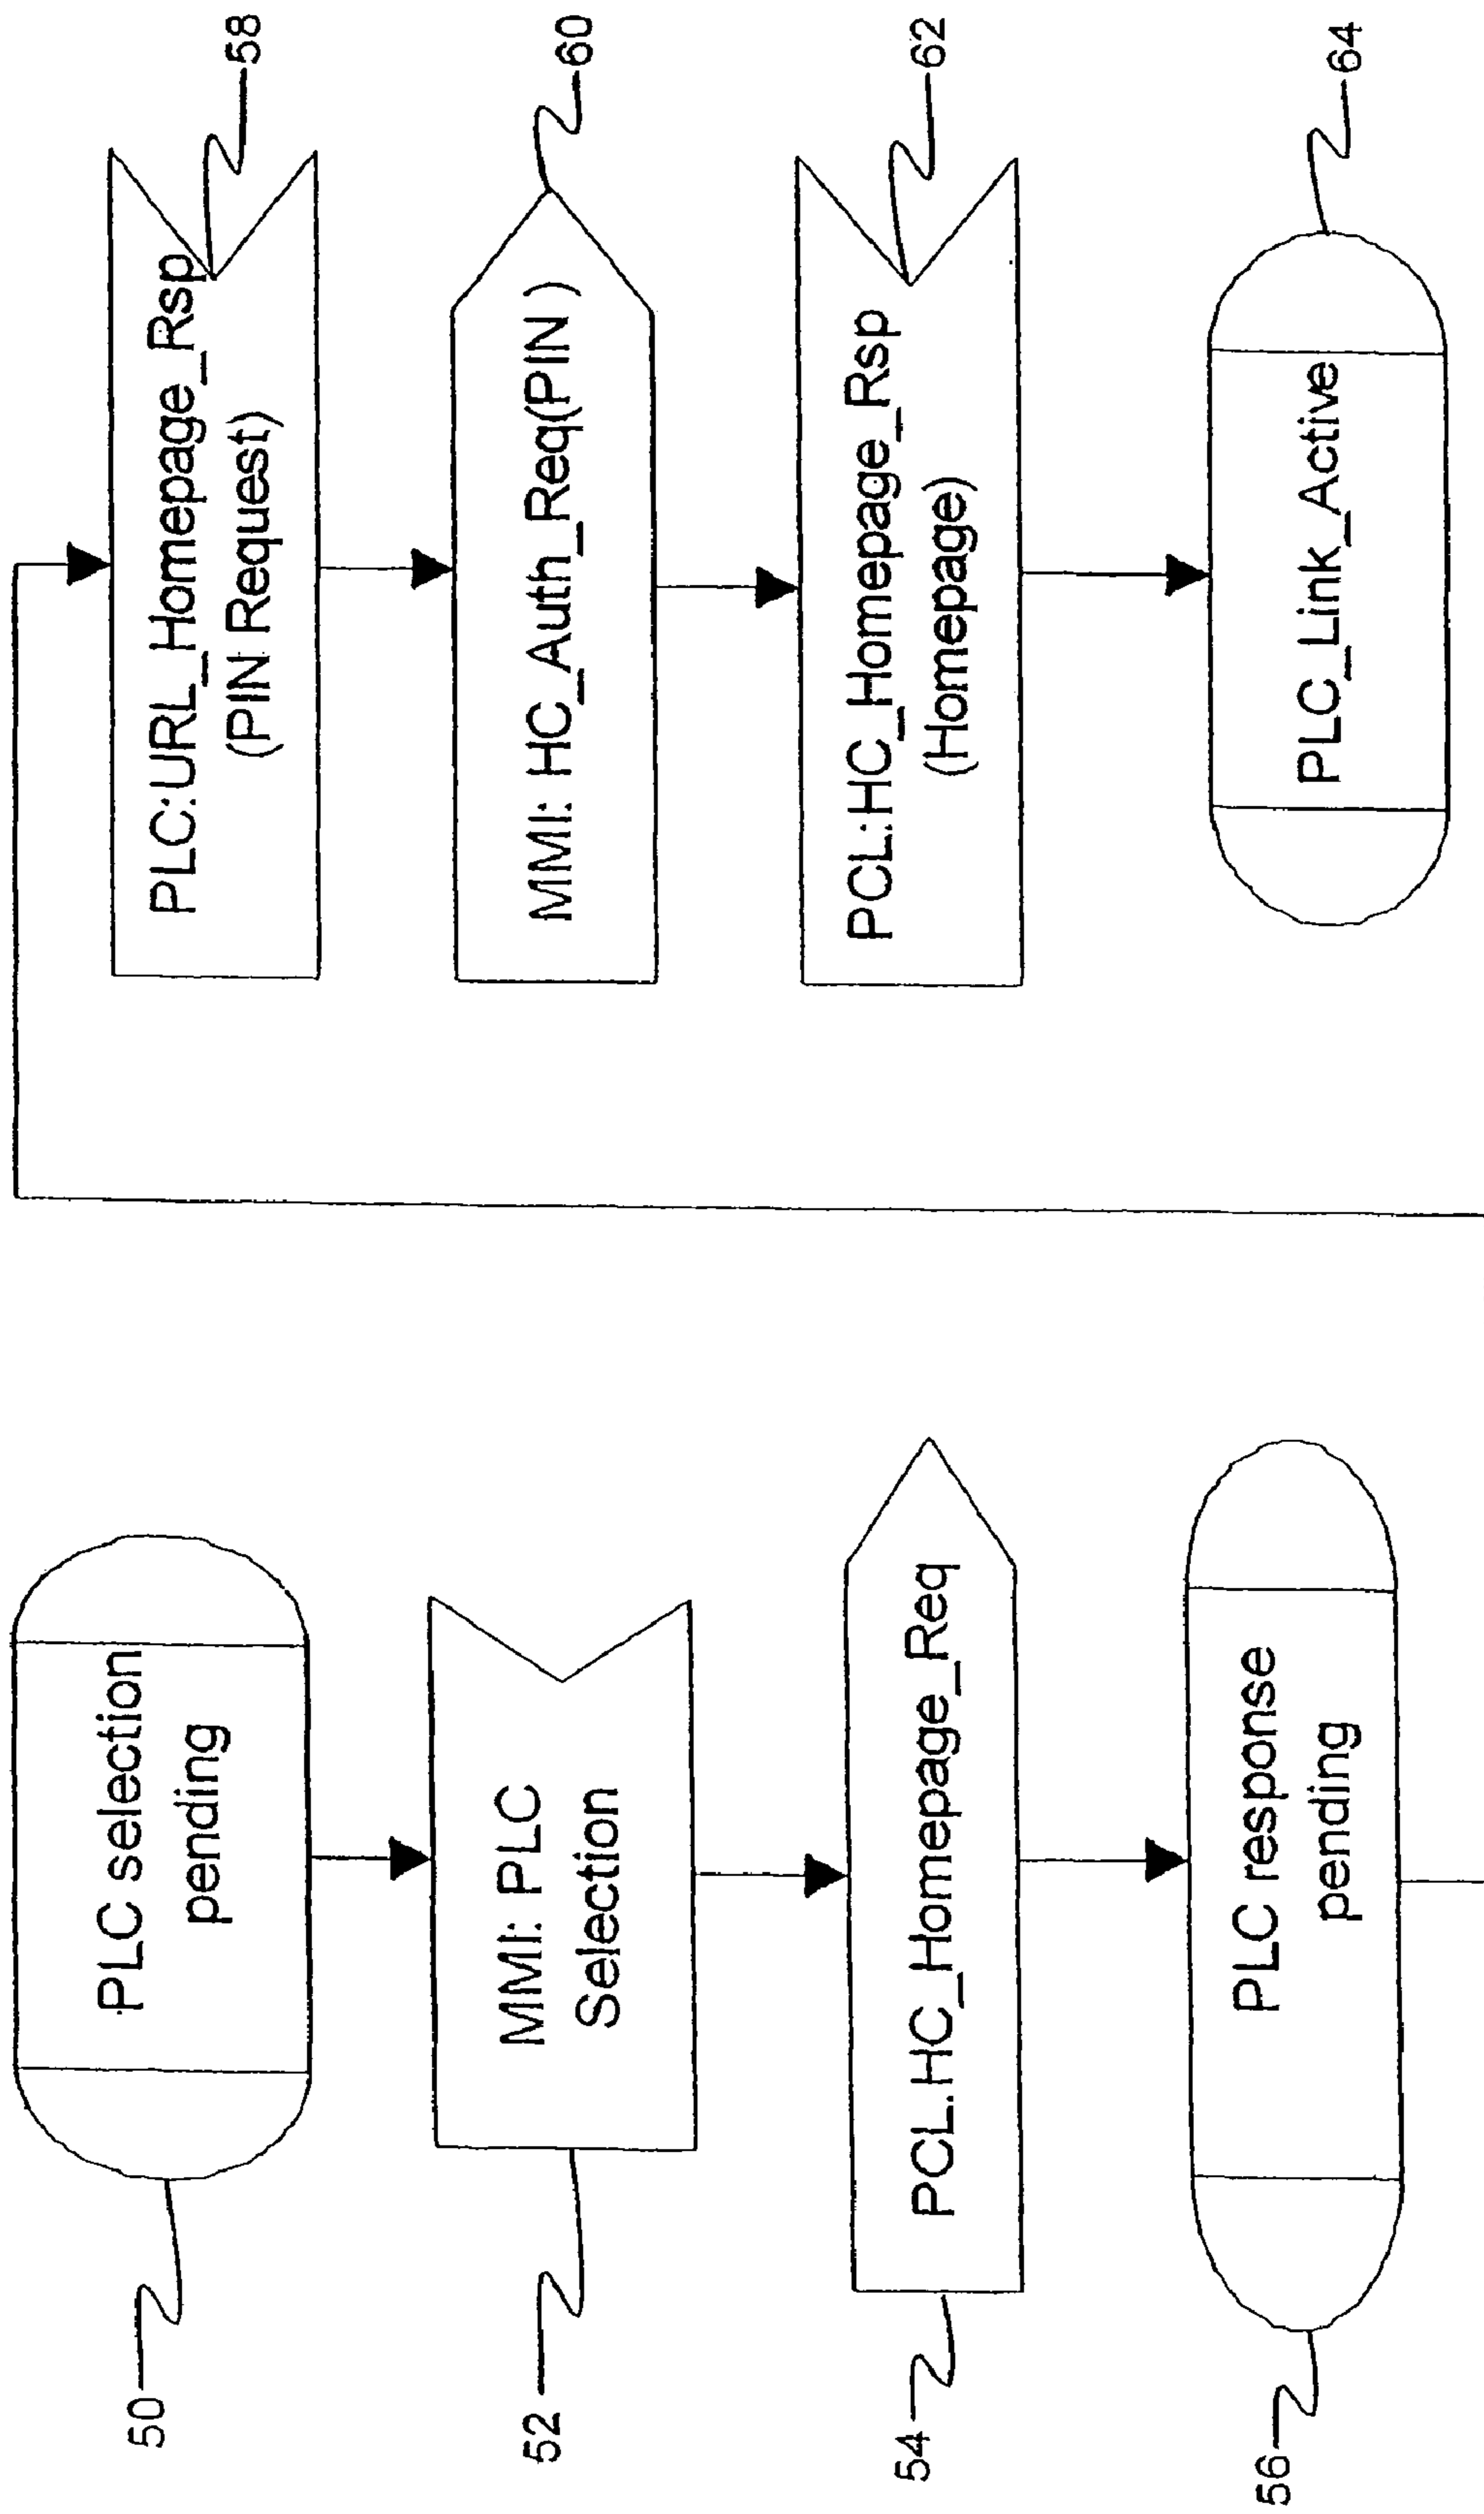 50
PLC selection
pending
52
MMI: PLC
Selection
54
PCL:HC_Homepage_Req
56
PLC response
pending
58
PLC:URL_Homepage_Rsp
(PIN Request)
60
MMI: HC_Auth_Req(PIN )
62
PCL:HC_Homepage_Rsp
(Homepage)
64
PLC_Link_Active